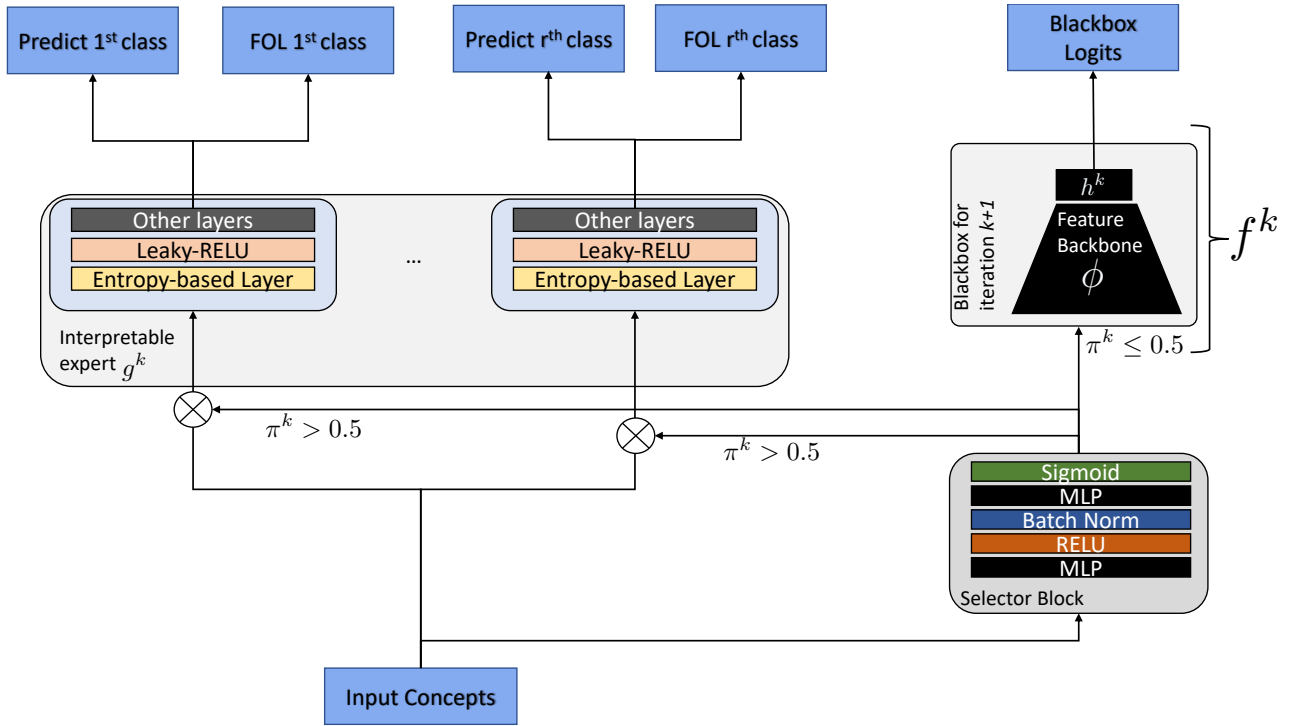 Predict 1st class
FOL 1st class
Predict rth class
FOL rth class
Blackbox
Logits
Other layers
Leaky-RELU
Entropy-based Layer
...
Other layers
Leaky-RELU
Entropy-based Layer
Interpretable
expert g^k
Blackbox for
iteration k+1
h^k
Feature
Backbone
ϕ
f^k
π^k ≤ 0.5
π^k > 0.5
π^k > 0.5
Sigmoid
MLP
Batch Norm
RELU
MLP
Selector Block
Input Concepts